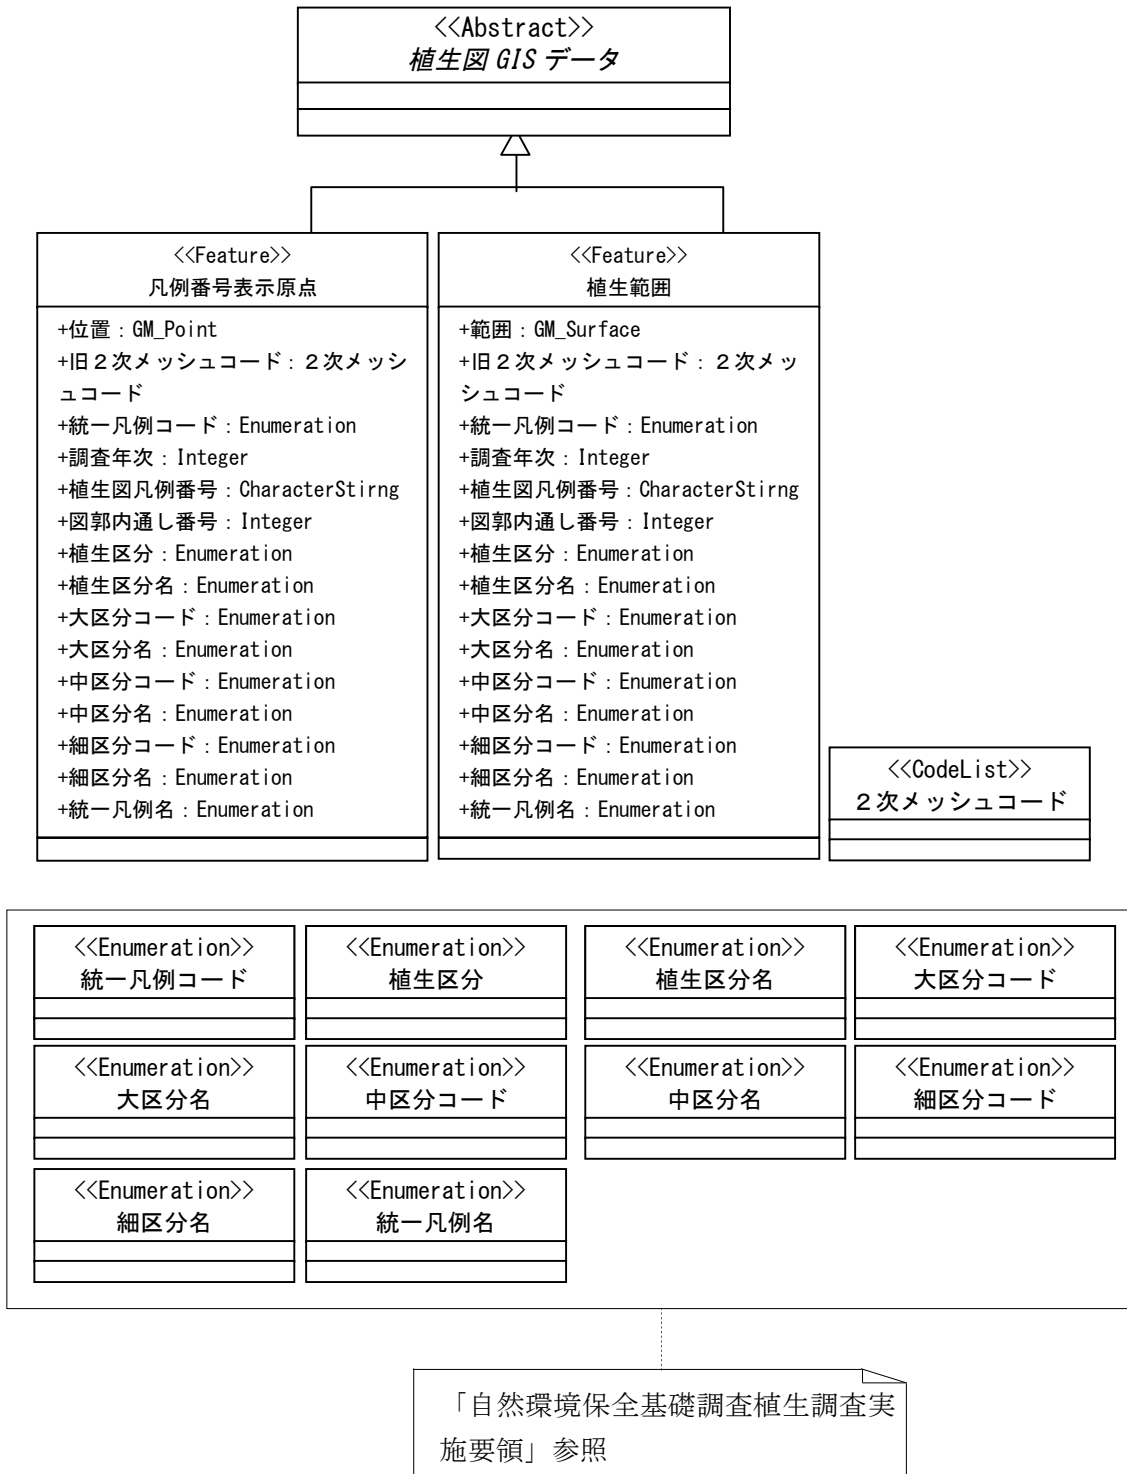 <<Abstract>>
植生図 GIS データ
<<Feature>>
凡例番号表示原点
+位置：GM_Point
+旧２次メッシュコード：２次メッシ
ュコード
+統一凡例コード：Enumeration
+調査年次：Integer
+植生図凡例番号：CharacterStirng
+図郭内通し番号：Integer
+植生区分：Enumeration
+植生区分名：Enumeration
+大区分コード：Enumeration
+大区分名：Enumeration
+中区分コード：Enumeration
+中区分名：Enumeration
+細区分コード：Enumeration
+細区分名：Enumeration
+統一凡例名：Enumeration
<<Feature>>
植生範囲
+範囲：GM_Surface
+旧２次メッシュコード：２次メッ
シュコード
+統一凡例コード：Enumeration
+調査年次：Integer
+植生図凡例番号：CharacterStirng
+図郭内通し番号：Integer
+植生区分：Enumeration
+植生区分名：Enumeration
+大区分コード：Enumeration
+大区分名：Enumeration
+中区分コード：Enumeration
+中区分名：Enumeration
+細区分コード：Enumeration
+細区分名：Enumeration
+統一凡例名：Enumeration
<<CodeList>>
２次メッシュコード
<<Enumeration>>
統一凡例コード
<<Enumeration>>
植生区分
<<Enumeration>>
植生区分名
<<Enumeration>>
大区分コード
<<Enumeration>>
大区分名
<<Enumeration>>
中区分コード
<<Enumeration>>
中区分名
<<Enumeration>>
細区分コード
<<Enumeration>>
細区分名
<<Enumeration>>
統一凡例名
「自然環境保全基礎調査植生調査実
施要領」参照